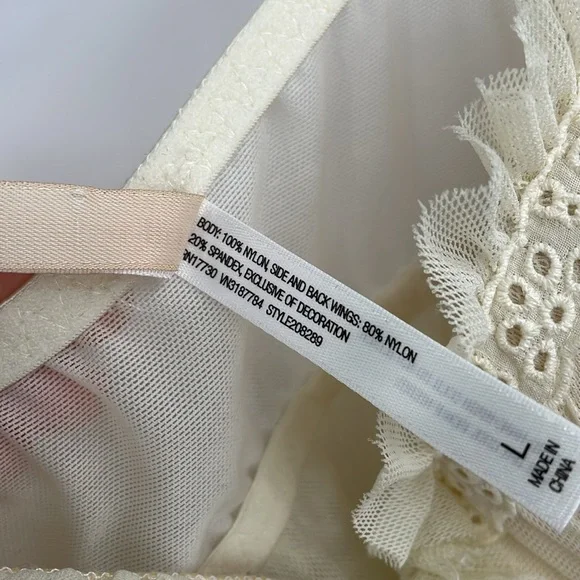 BODY: 100% NYLON, SIDE AND BACK WINGS: 80% NYLON
20% SPANDEX, EXCLUSIVE OF DECORATION
VN3187784 STYLE208289
L
MADE IN
CHINA